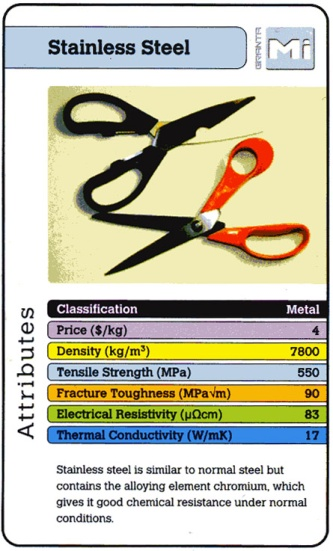 Stainless Steel
GRANTA
Mi
Attributes
Classification Metal
Price ($/kg) 4
Density (kg/m³) 7800
Tensile Strength (MPa) 550
Fracture Toughness (MPa√m) 90
Electrical Resistivity (μΩcm) 83
Thermal Conductivity (W/mK) 17
Stainless steel is similar to normal steel but
contains the alloying element chromium, which
gives it good chemical resistance under normal
conditions.